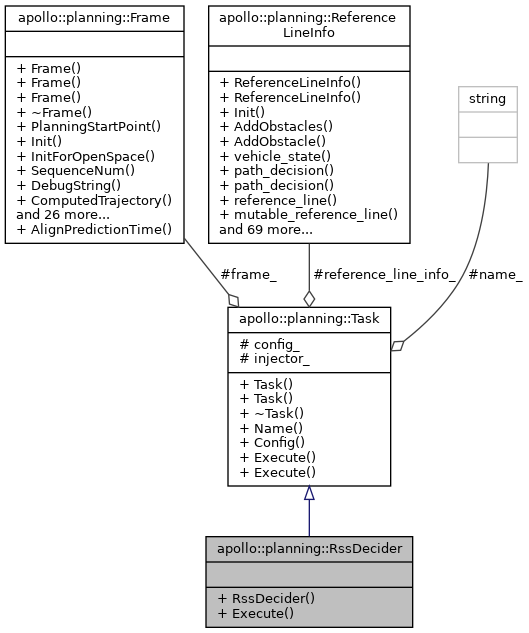 apollo::planning::Frame
+ Frame()
+ Frame()
+ Frame()
+ ~Frame()
+ PlanningStartPoint()
+ Init()
+ InitForOpenSpace()
+ SequenceNum()
+ DebugString()
+ ComputedTrajectory()
and 26 more...
+ AlignPredictionTime()
apollo::planning::Reference
LineInfo
+ ReferenceLineInfo()
+ ReferenceLineInfo()
+ Init()
+ AddObstacles()
+ AddObstacle()
+ vehicle_state()
+ path_decision()
+ path_decision()
+ reference_line()
+ mutable_reference_line()
and 69 more...
string
#frame_
#reference_line_info_
#name_
apollo::planning::Task
# config_
# injector_
+ Task()
+ Task()
+ ~Task()
+ Name()
+ Config()
+ Execute()
+ Execute()
apollo::planning::RssDecider
+ RssDecider()
+ Execute()